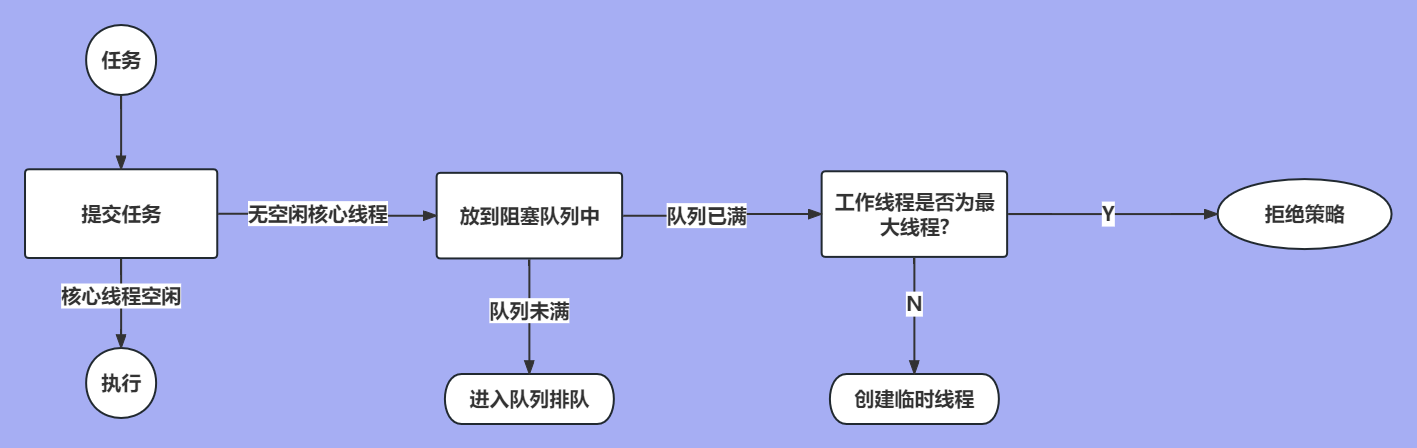 任务
提交任务
无空闲核心线程
放到阻塞队列中
队列已满
工作线程是否为最
大线程?
Y
拒绝策略
核心线程空闲
队列未满
N
执行
进入队列排队
创建临时线程